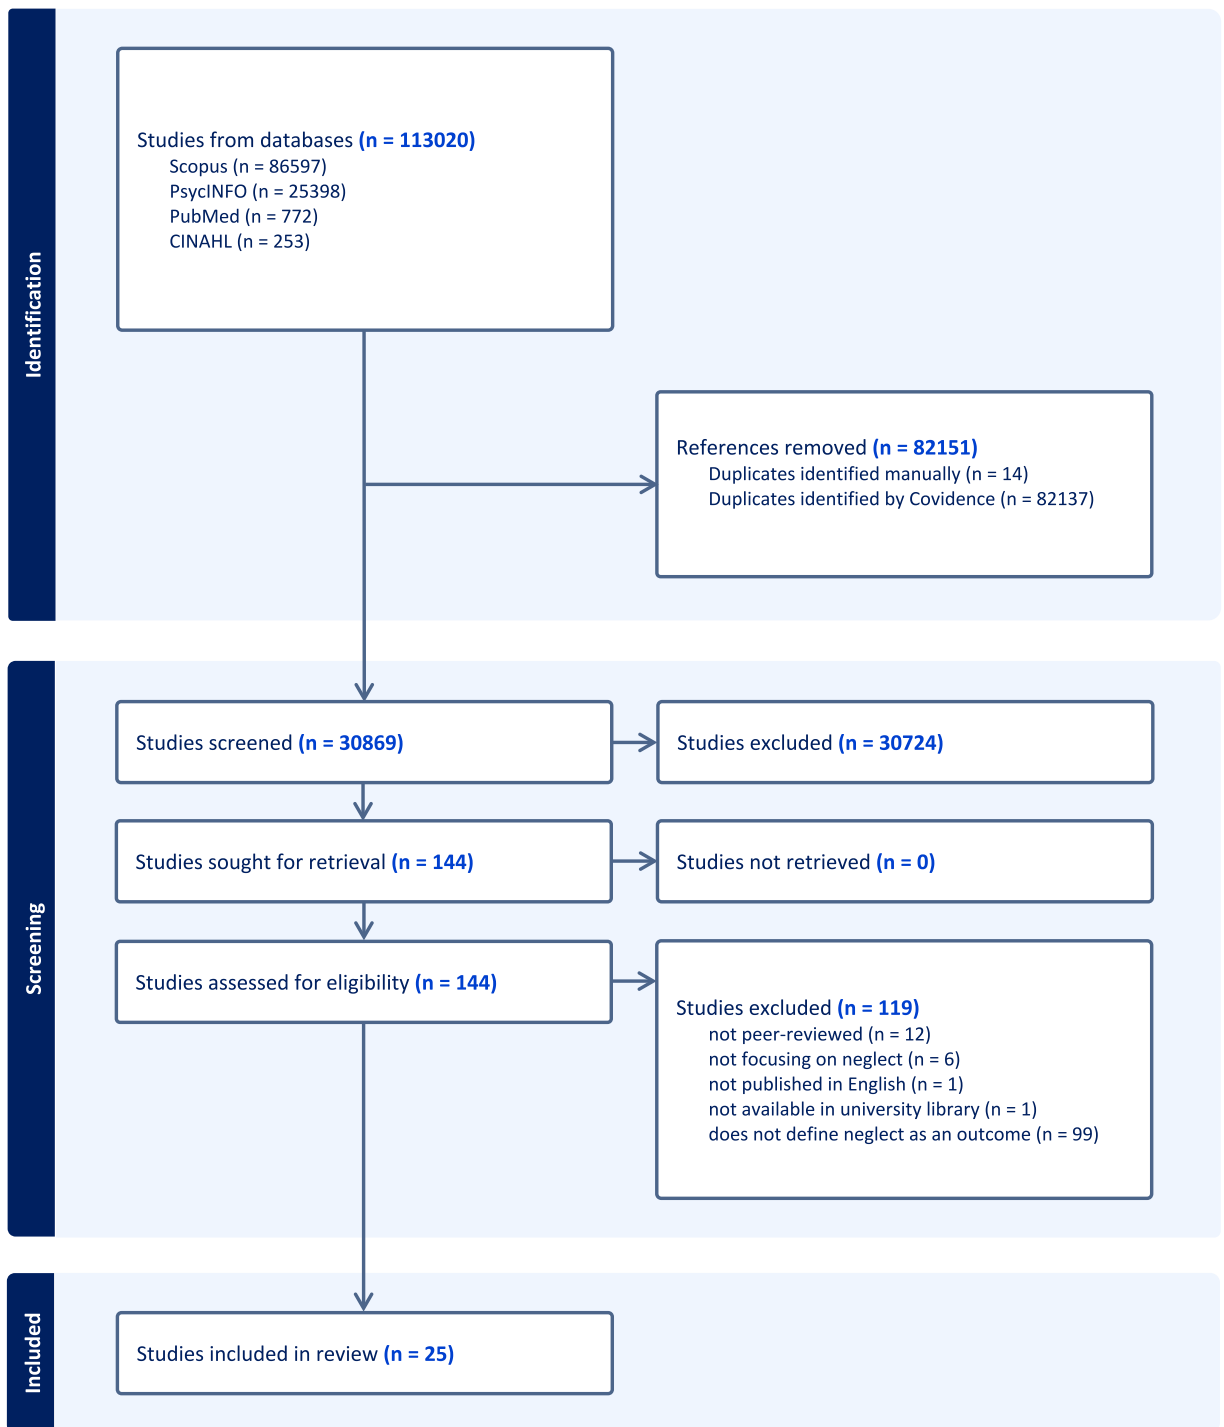 Identification
Studies from databases (n = 113020)
Scopus (n = 86597)
PsycINFO (n = 25398)
PubMed (n = 772)
CINAHL (n = 253)
References removed (n = 82151)
Duplicates identified manually (n = 14)
Duplicates identified by Covidence (n = 82137)
Screening
Studies screened (n = 30869)
Studies excluded (n = 30724)
Studies sought for retrieval (n = 144)
Studies not retrieved (n = 0)
Studies assessed for eligibility (n = 144)
Studies excluded (n = 119)
not peer-reviewed (n = 12)
not focusing on neglect (n = 6)
not published in English (n = 1)
not available in university library (n = 1)
does not define neglect as an outcome (n = 99)
Included
Studies included in review (n = 25)